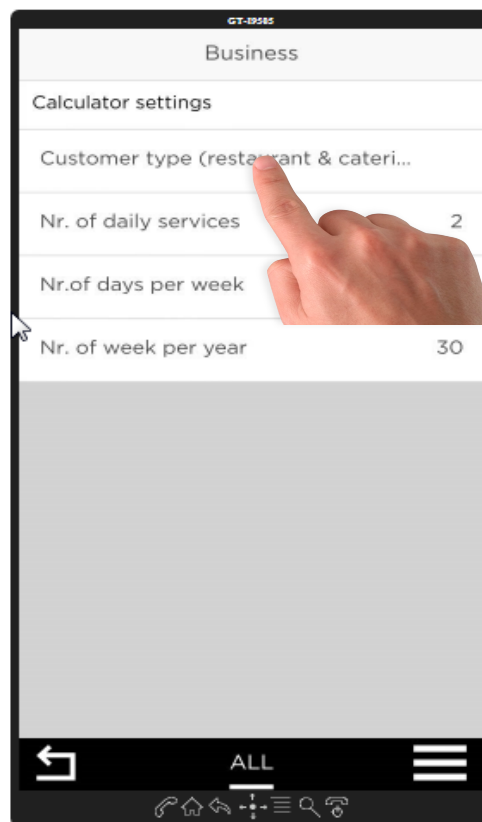 GT-I9505
Business
Calculator settings
Customer type (restaurant & cateri...
Nr. of daily services 2
Nr.of days per week
Nr. of week per year 30
ALL